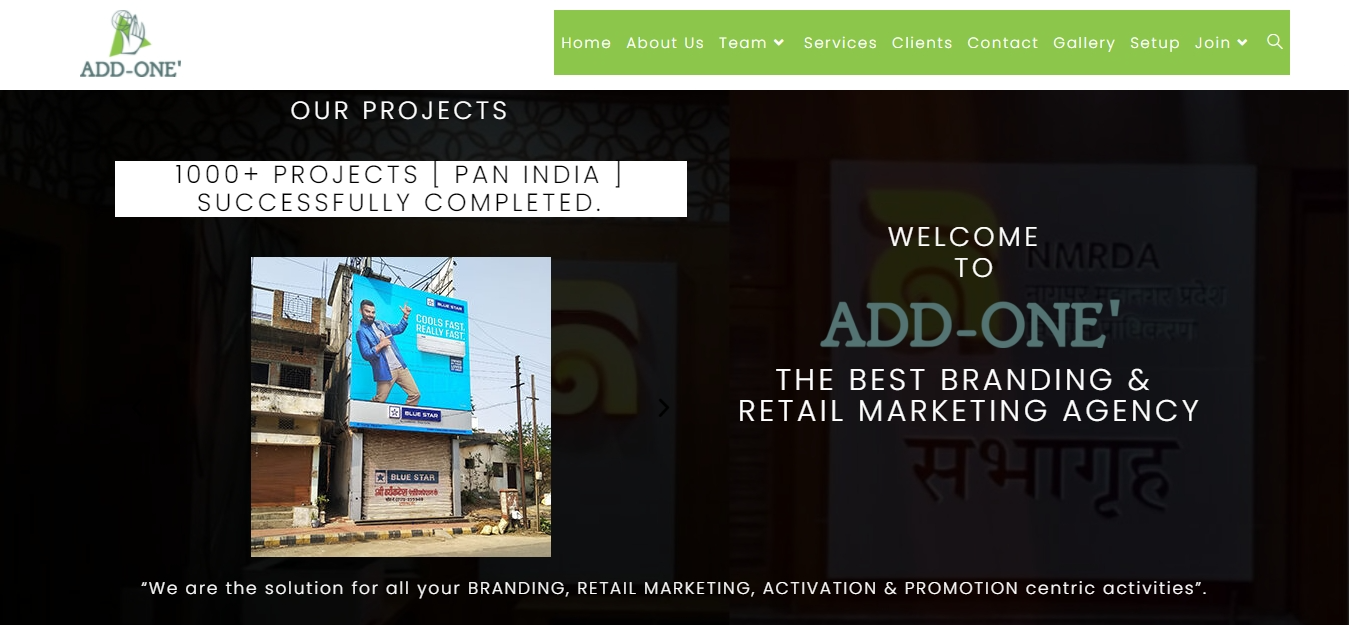 ADD-ONE'
Home About Us Team Services Clients Contact Gallery Setup Join
OUR PROJECTS
1000+ PROJECTS [ PAN INDIA ]
SUCCESSFULLY COMPLETED.
BLUE STAR
COOLS FAST.
REALLY FAST.
BLUE STAR
BLUE STAR
WELCOME
TO
NMRDA
ADD-ONE'
THE BEST BRANDING &
RETAIL MARKETING AGENCY
सभागृह
“We are the solution for all your BRANDING, RETAIL MARKETING, ACTIVATION & PROMOTION centric activities”.